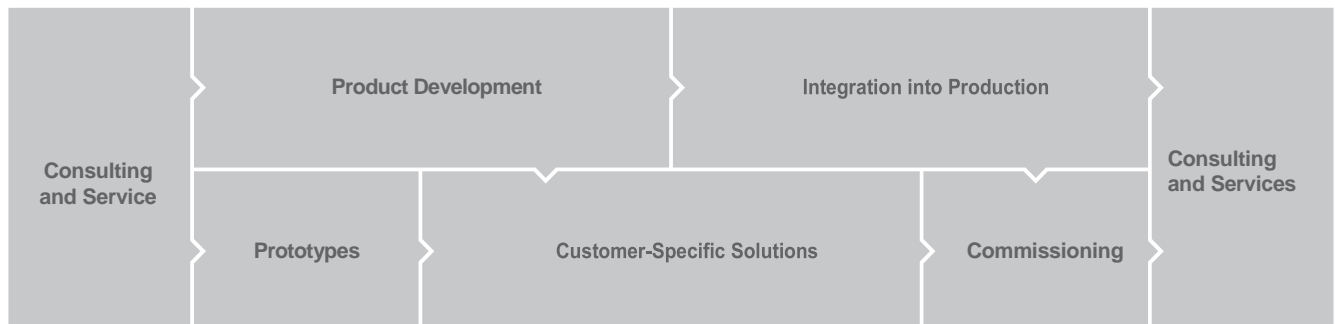 Consulting
and Service
Product Development
Integration into Production
Prototypes
Customer-Specific Solutions
Commissioning
Consulting
and Services